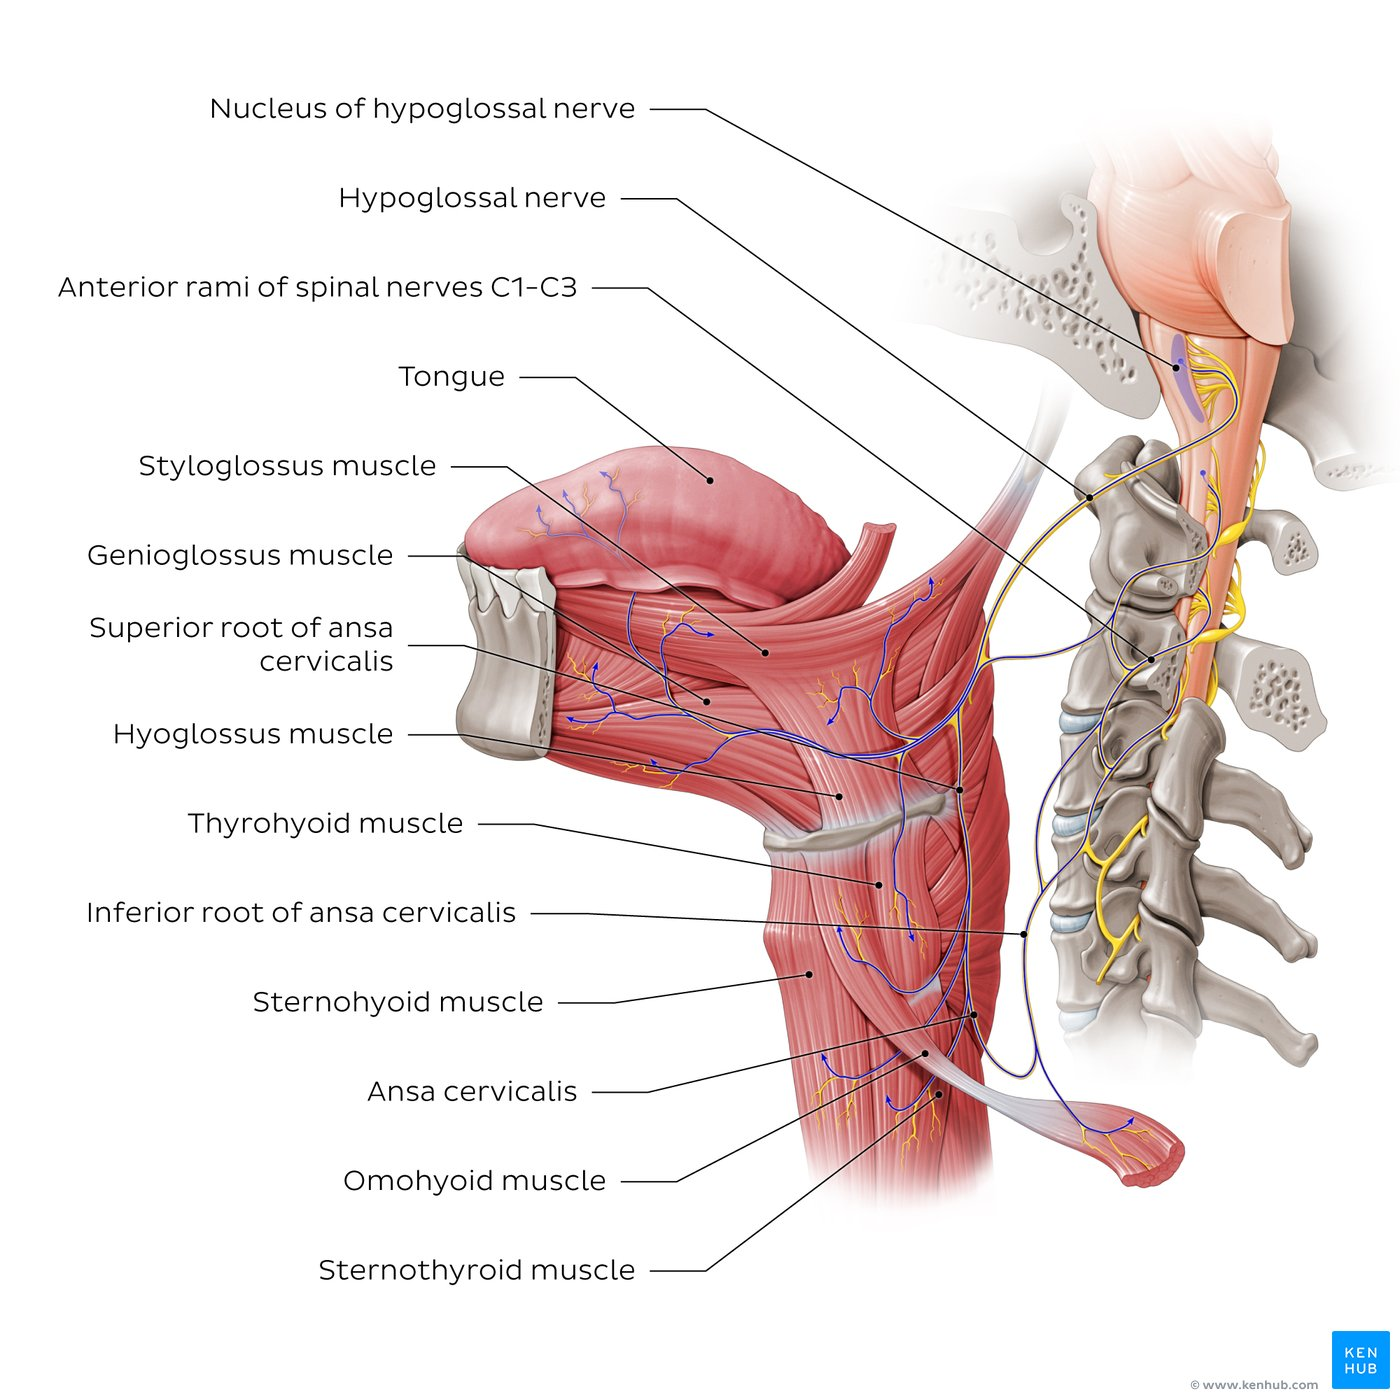 Nucleus of hypoglossal nerve
Hypoglossal nerve
Anterior rami of spinal nerves C1-C3
Tongue
Styloglossus muscle
Genioglossus muscle
Superior root of ansa
cervicalis
Hyoglossus muscle
Thyrohyoid muscle
Inferior root of ansa cervicalis
Sternohyoid muscle
Ansa cervicalis
Omohyoid muscle
Sternothyroid muscle
KEN
HUB
© www.kenhub.com